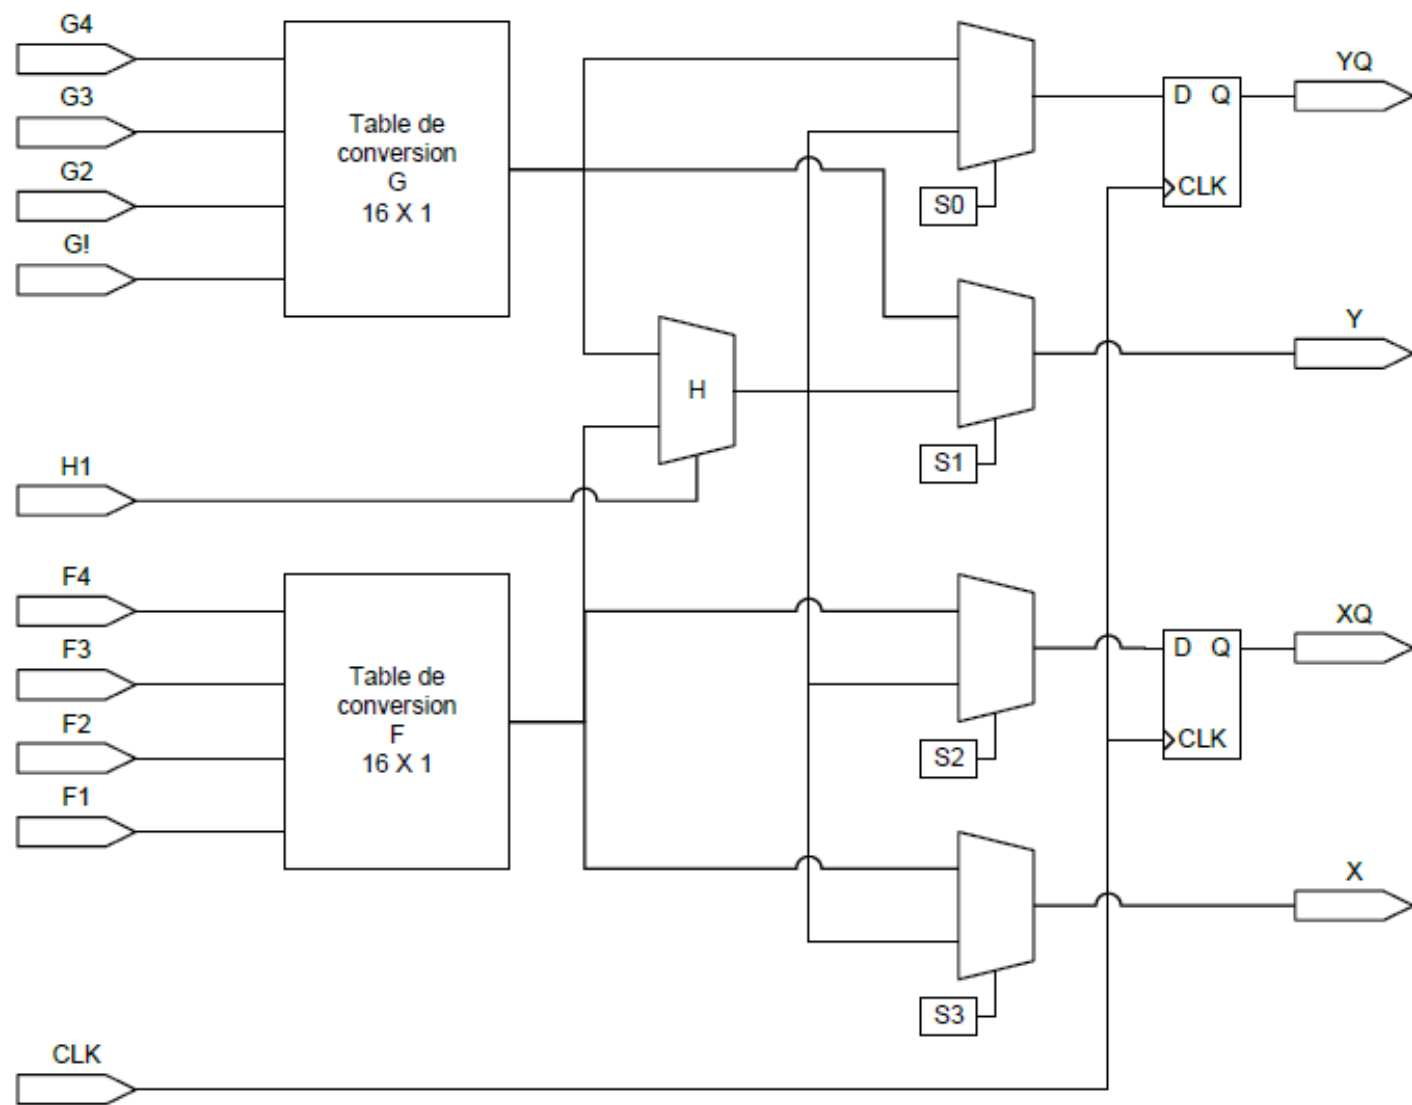 G4
YQ
G3
D Q
Table de
conversion
G
16 X 1
G2
CLK
S0
G!
Y
H
H1
S1
F4
XQ
F3
D Q
Table de
conversion
F
16 X 1
F2
CLK
S2
F1
X
S3
CLK